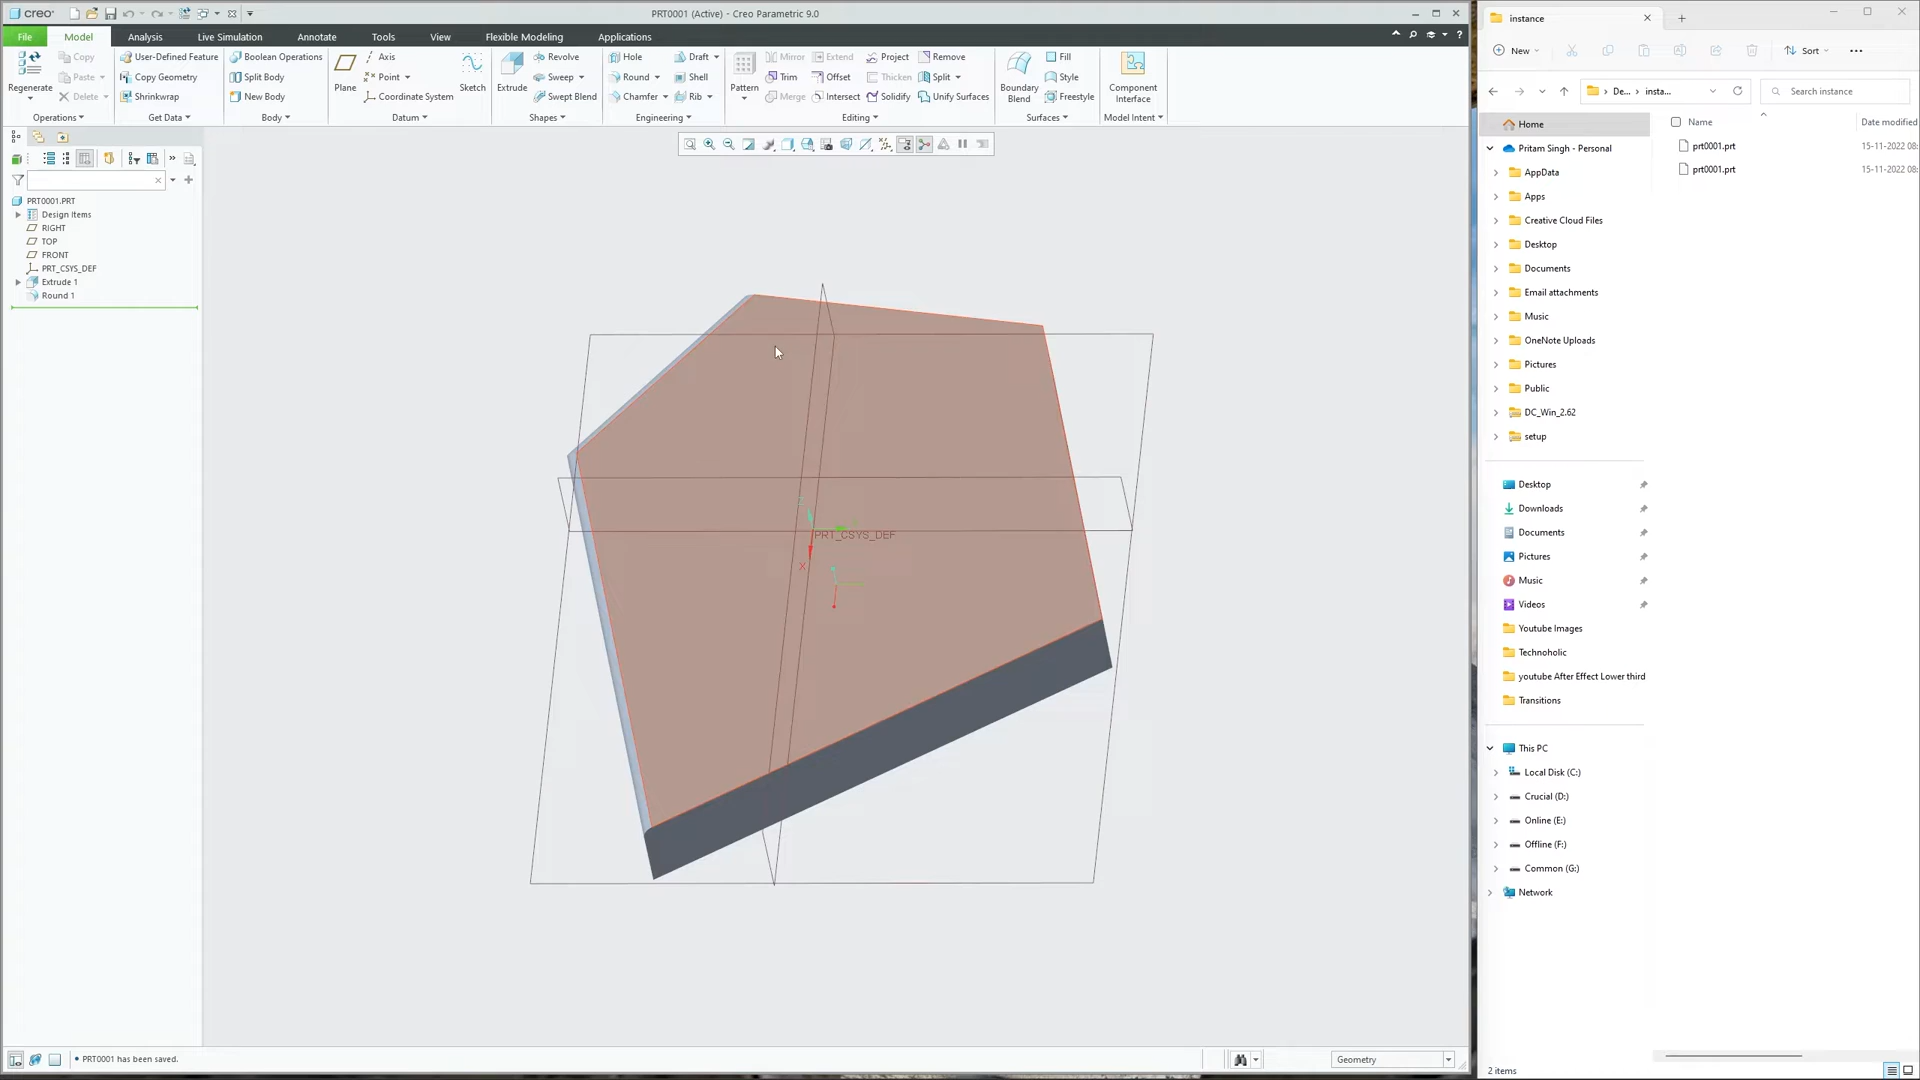 creo
PRT0001 (Active) - Creo Parametric 9.0
File Model Analysis Live Simulation Annotate Tools View Flexible Modeling Applications
Regenerate
Copy
Paste
Delete
Operations
User-Defined Feature
Copy Geometry
Shrinkwrap
Get Data
Boolean Operations
Split Body
New Body
Body
Plane
Axis
Point
Coordinate System
Sketch
Datum
Extrude
Revolve
Sweep
Swept Blend
Shapes
Hole
Round
Chamfer
Draft
Shell
Rib
Engineering
Pattern
Mirror
Trim
Merge
Extend
Offset
Intersect
Project
Thicken
Solidify
Remove
Split
Unify Surfaces
Editing
Boundary
Blend
Fill
Style
Freestyle
Surfaces
Component
Interface
Model Intent
PRT0001.PRT
Design Items
RIGHT
TOP
FRONT
PRT_CSYS_DEF
Extrude 1
Round 1
Z
PRT_CSYS_DEF
X
• PRT0001 has been saved.
Geometry
instance
New
Sort
De... › insta...
Search instance
Home
Pritam Singh - Personal
AppData
Apps
Creative Cloud Files
Desktop
Documents
Email attachments
Music
OneNote Uploads
Pictures
Public
DC_Win_2.62
setup
Desktop
Downloads
Documents
Pictures
Music
Videos
Youtube Images
Technoholic
youtube After Effect Lower third
Transitions
This PC
Local Disk (C:)
Crucial (D:)
Online (E:)
Offline (F:)
Common (G:)
Network
Name Date modified
prt0001.prt 15-11-2022 08:
prt0001.prt 15-11-2022 08:
2 items